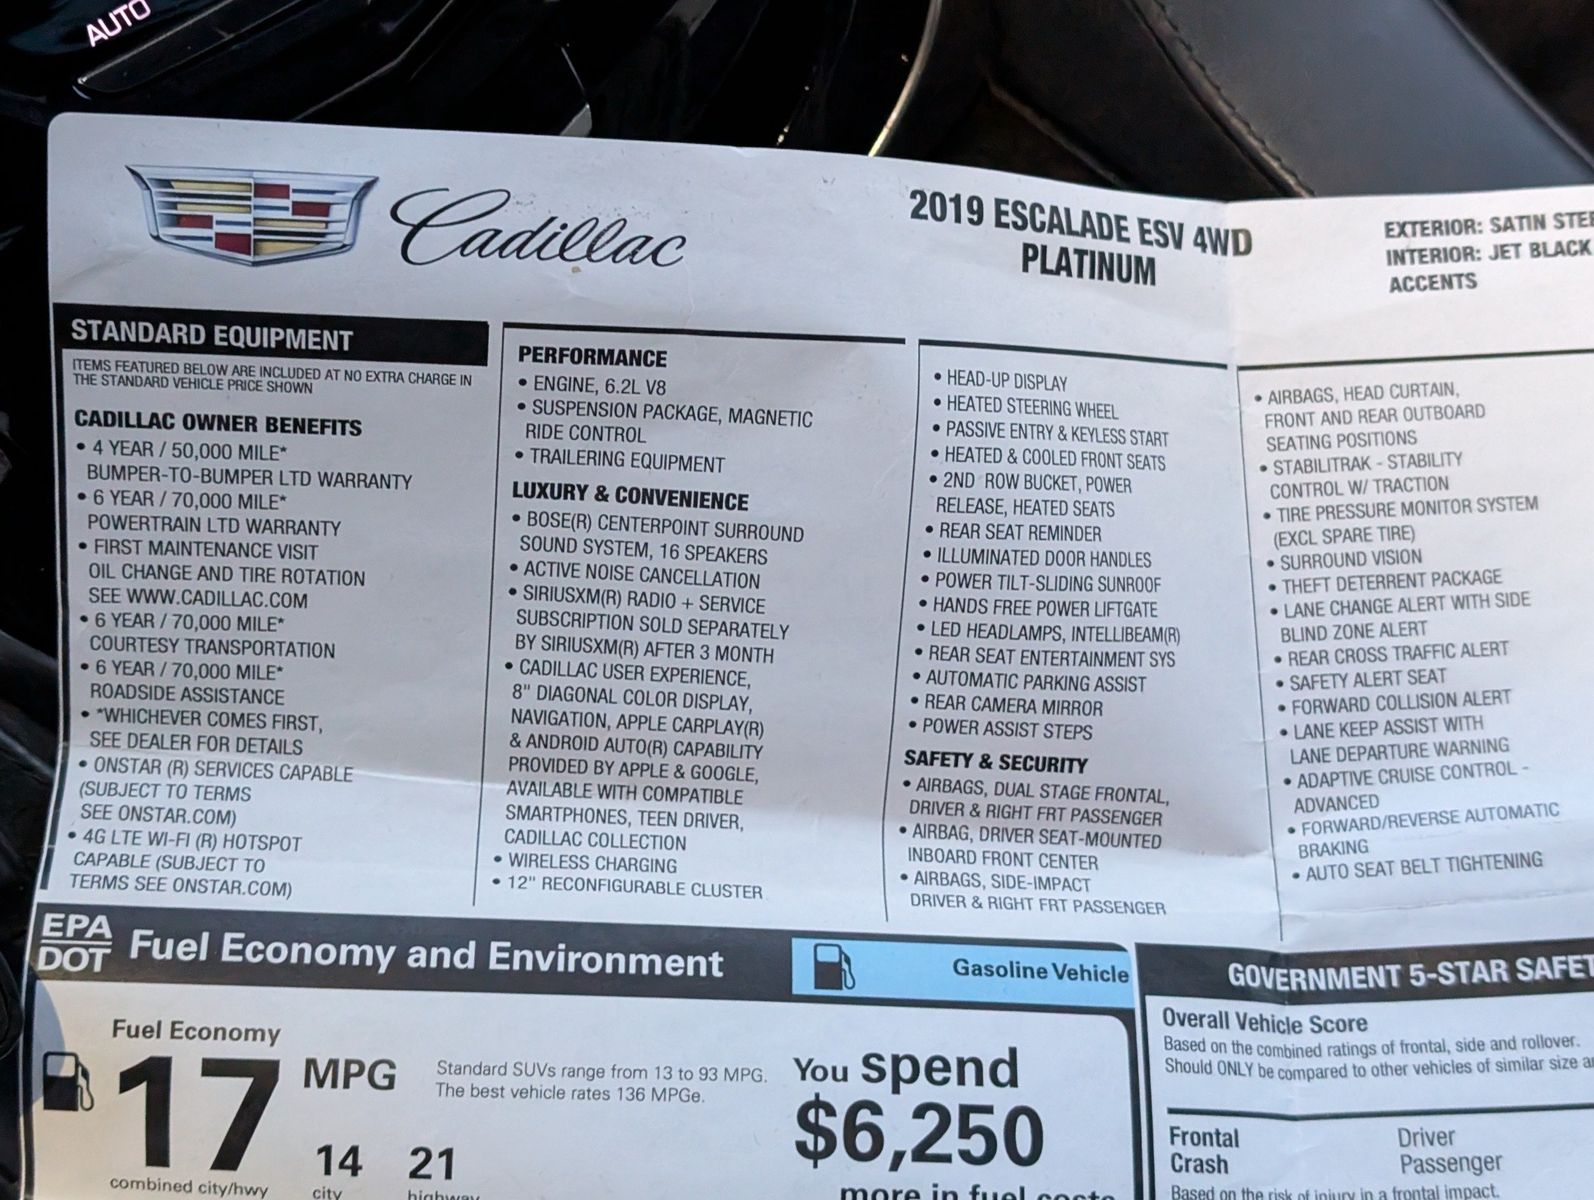 AUTO
Cadillac
2019 ESCALADE ESV 4WD
PLATINUM
EXTERIOR: SATIN STEE
INTERIOR: JET BLACK
ACCENTS
STANDARD EQUIPMENT
ITEMS FEATURED BELOW ARE INCLUDED AT NO EXTRA CHARGE IN
THE STANDARD VEHICLE PRICE SHOWN
CADILLAC OWNER BENEFITS
• 4 YEAR / 50,000 MILE*
BUMPER-TO-BUMPER LTD WARRANTY
• 6 YEAR / 70,000 MILE*
POWERTRAIN LTD WARRANTY
• FIRST MAINTENANCE VISIT
OIL CHANGE AND TIRE ROTATION
SEE WWW.CADILLAC.COM
• 6 YEAR / 70,000 MILE*
COURTESY TRANSPORTATION
• 6 YEAR / 70,000 MILE*
ROADSIDE ASSISTANCE
• *WHICHEVER COMES FIRST,
SEE DEALER FOR DETAILS
• ONSTAR (R) SERVICES CAPABLE
(SUBJECT TO TERMS
SEE ONSTAR.COM)
• 4G LTE WI-FI (R) HOTSPOT
CAPABLE (SUBJECT TO
TERMS SEE ONSTAR.COM)
PERFORMANCE
• ENGINE, 6.2L V8
• SUSPENSION PACKAGE, MAGNETIC
RIDE CONTROL
• TRAILERING EQUIPMENT
LUXURY & CONVENIENCE
• BOSE(R) CENTERPOINT SURROUND
SOUND SYSTEM, 16 SPEAKERS
• ACTIVE NOISE CANCELLATION
• SIRIUSXM(R) RADIO + SERVICE
SUBSCRIPTION SOLD SEPARATELY
BY SIRIUSXM(R) AFTER 3 MONTH
• CADILLAC USER EXPERIENCE,
8" DIAGONAL COLOR DISPLAY,
NAVIGATION, APPLE CARPLAY(R)
& ANDROID AUTO(R) CAPABILITY
PROVIDED BY APPLE & GOOGLE,
AVAILABLE WITH COMPATIBLE
SMARTPHONES, TEEN DRIVER,
CADILLAC COLLECTION
• WIRELESS CHARGING
• 12" RECONFIGURABLE CLUSTER
• HEAD-UP DISPLAY
• HEATED STEERING WHEEL
• PASSIVE ENTRY & KEYLESS START
• HEATED & COOLED FRONT SEATS
• 2ND ROW BUCKET, POWER
RELEASE, HEATED SEATS
• REAR SEAT REMINDER
• ILLUMINATED DOOR HANDLES
• POWER TILT-SLIDING SUNROOF
• HANDS FREE POWER LIFTGATE
• LED HEADLAMPS, INTELLIBEAM(R)
• REAR SEAT ENTERTAINMENT SYS
• AUTOMATIC PARKING ASSIST
• REAR CAMERA MIRROR
• POWER ASSIST STEPS
SAFETY & SECURITY
• AIRBAGS, DUAL STAGE FRONTAL,
DRIVER & RIGHT FRT PASSENGER
• AIRBAG, DRIVER SEAT-MOUNTED
INBOARD FRONT CENTER
• AIRBAGS, SIDE-IMPACT
DRIVER & RIGHT FRT PASSENGER
• AIRBAGS, HEAD CURTAIN,
FRONT AND REAR OUTBOARD
SEATING POSITIONS
• STABILITRAK - STABILITY
CONTROL W/ TRACTION
• TIRE PRESSURE MONITOR SYSTEM
(EXCL SPARE TIRE)
• SURROUND VISION
• THEFT DETERRENT PACKAGE
• LANE CHANGE ALERT WITH SIDE
BLIND ZONE ALERT
• REAR CROSS TRAFFIC ALERT
• SAFETY ALERT SEAT
• FORWARD COLLISION ALERT
• LANE KEEP ASSIST WITH
LANE DEPARTURE WARNING
• ADAPTIVE CRUISE CONTROL -
ADVANCED
• FORWARD/REVERSE AUTOMATIC
BRAKING
• AUTO SEAT BELT TIGHTENING
EPA
DOT
Fuel Economy and Environment
Gasoline Vehicle
Fuel Economy
17 MPG
combined city/hwy
14
city
21
highway
Standard SUVs range from 13 to 93 MPG.
The best vehicle rates 136 MPGe.
You spend
$6,250
more in fuel costs
GOVERNMENT 5-STAR SAFET
Overall Vehicle Score
Based on the combined ratings of frontal, side and rollover.
Should ONLY be compared to other vehicles of similar size a
Frontal
Crash
Driver
Passenger
Based on the risk of injury in a frontal impact.